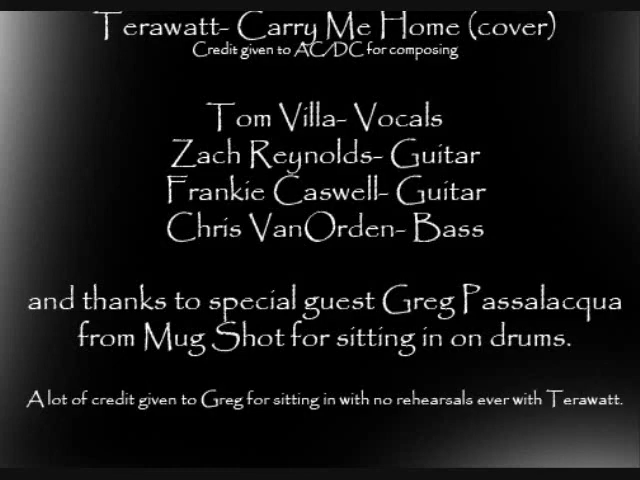 Terawatt- Carry Me Home (cover)
Credit given to AC/DC for composing
Tom Villa- Vocals
Zach Reynolds- Guitar
Frankie Caswell- Guitar
Chris VanOrden- Bass
and thanks to special guest Greg Passalacqua
from Mug Shot for sitting in on drums.
A lot of credit given to Greg for sitting in with no rehearsals ever with Terawatt.